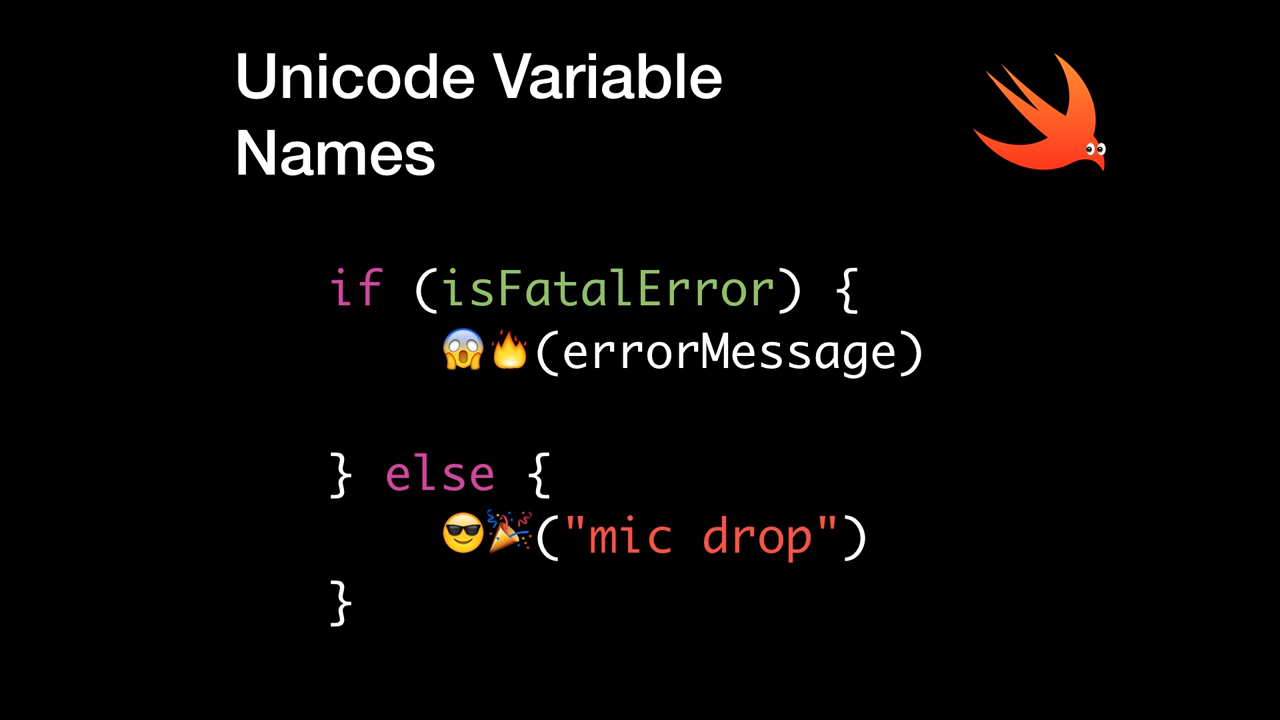 Unicode Variable
Names
if (isFatalError) {
😱🔥(errorMessage)
} else {
😎🎉("mic drop")
}